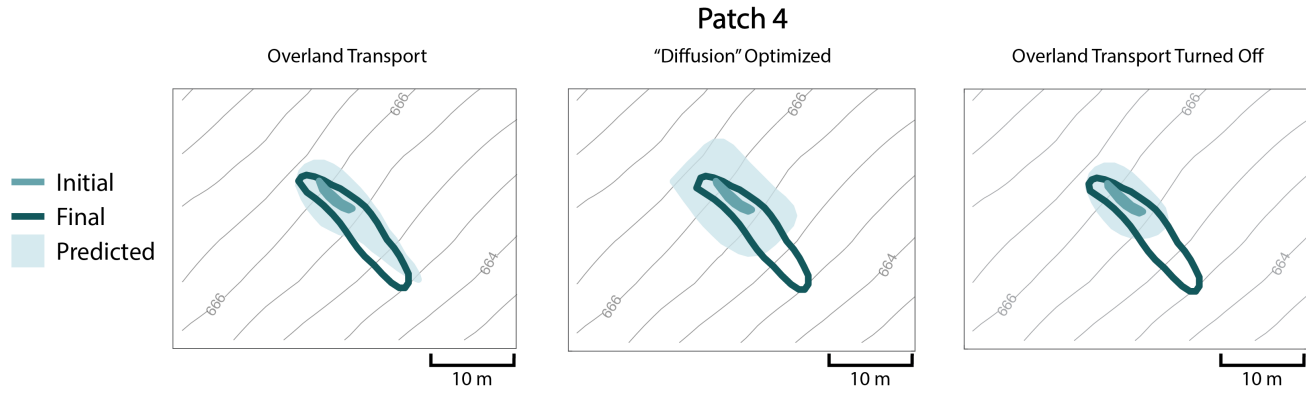 Patch 4
Overland Transport
“Diffusion” Optimized
Overland Transport Turned Off
Initial
Final
Predicted
666
664
666
10 m
666
664
666
10 m
666
664
666
10 m